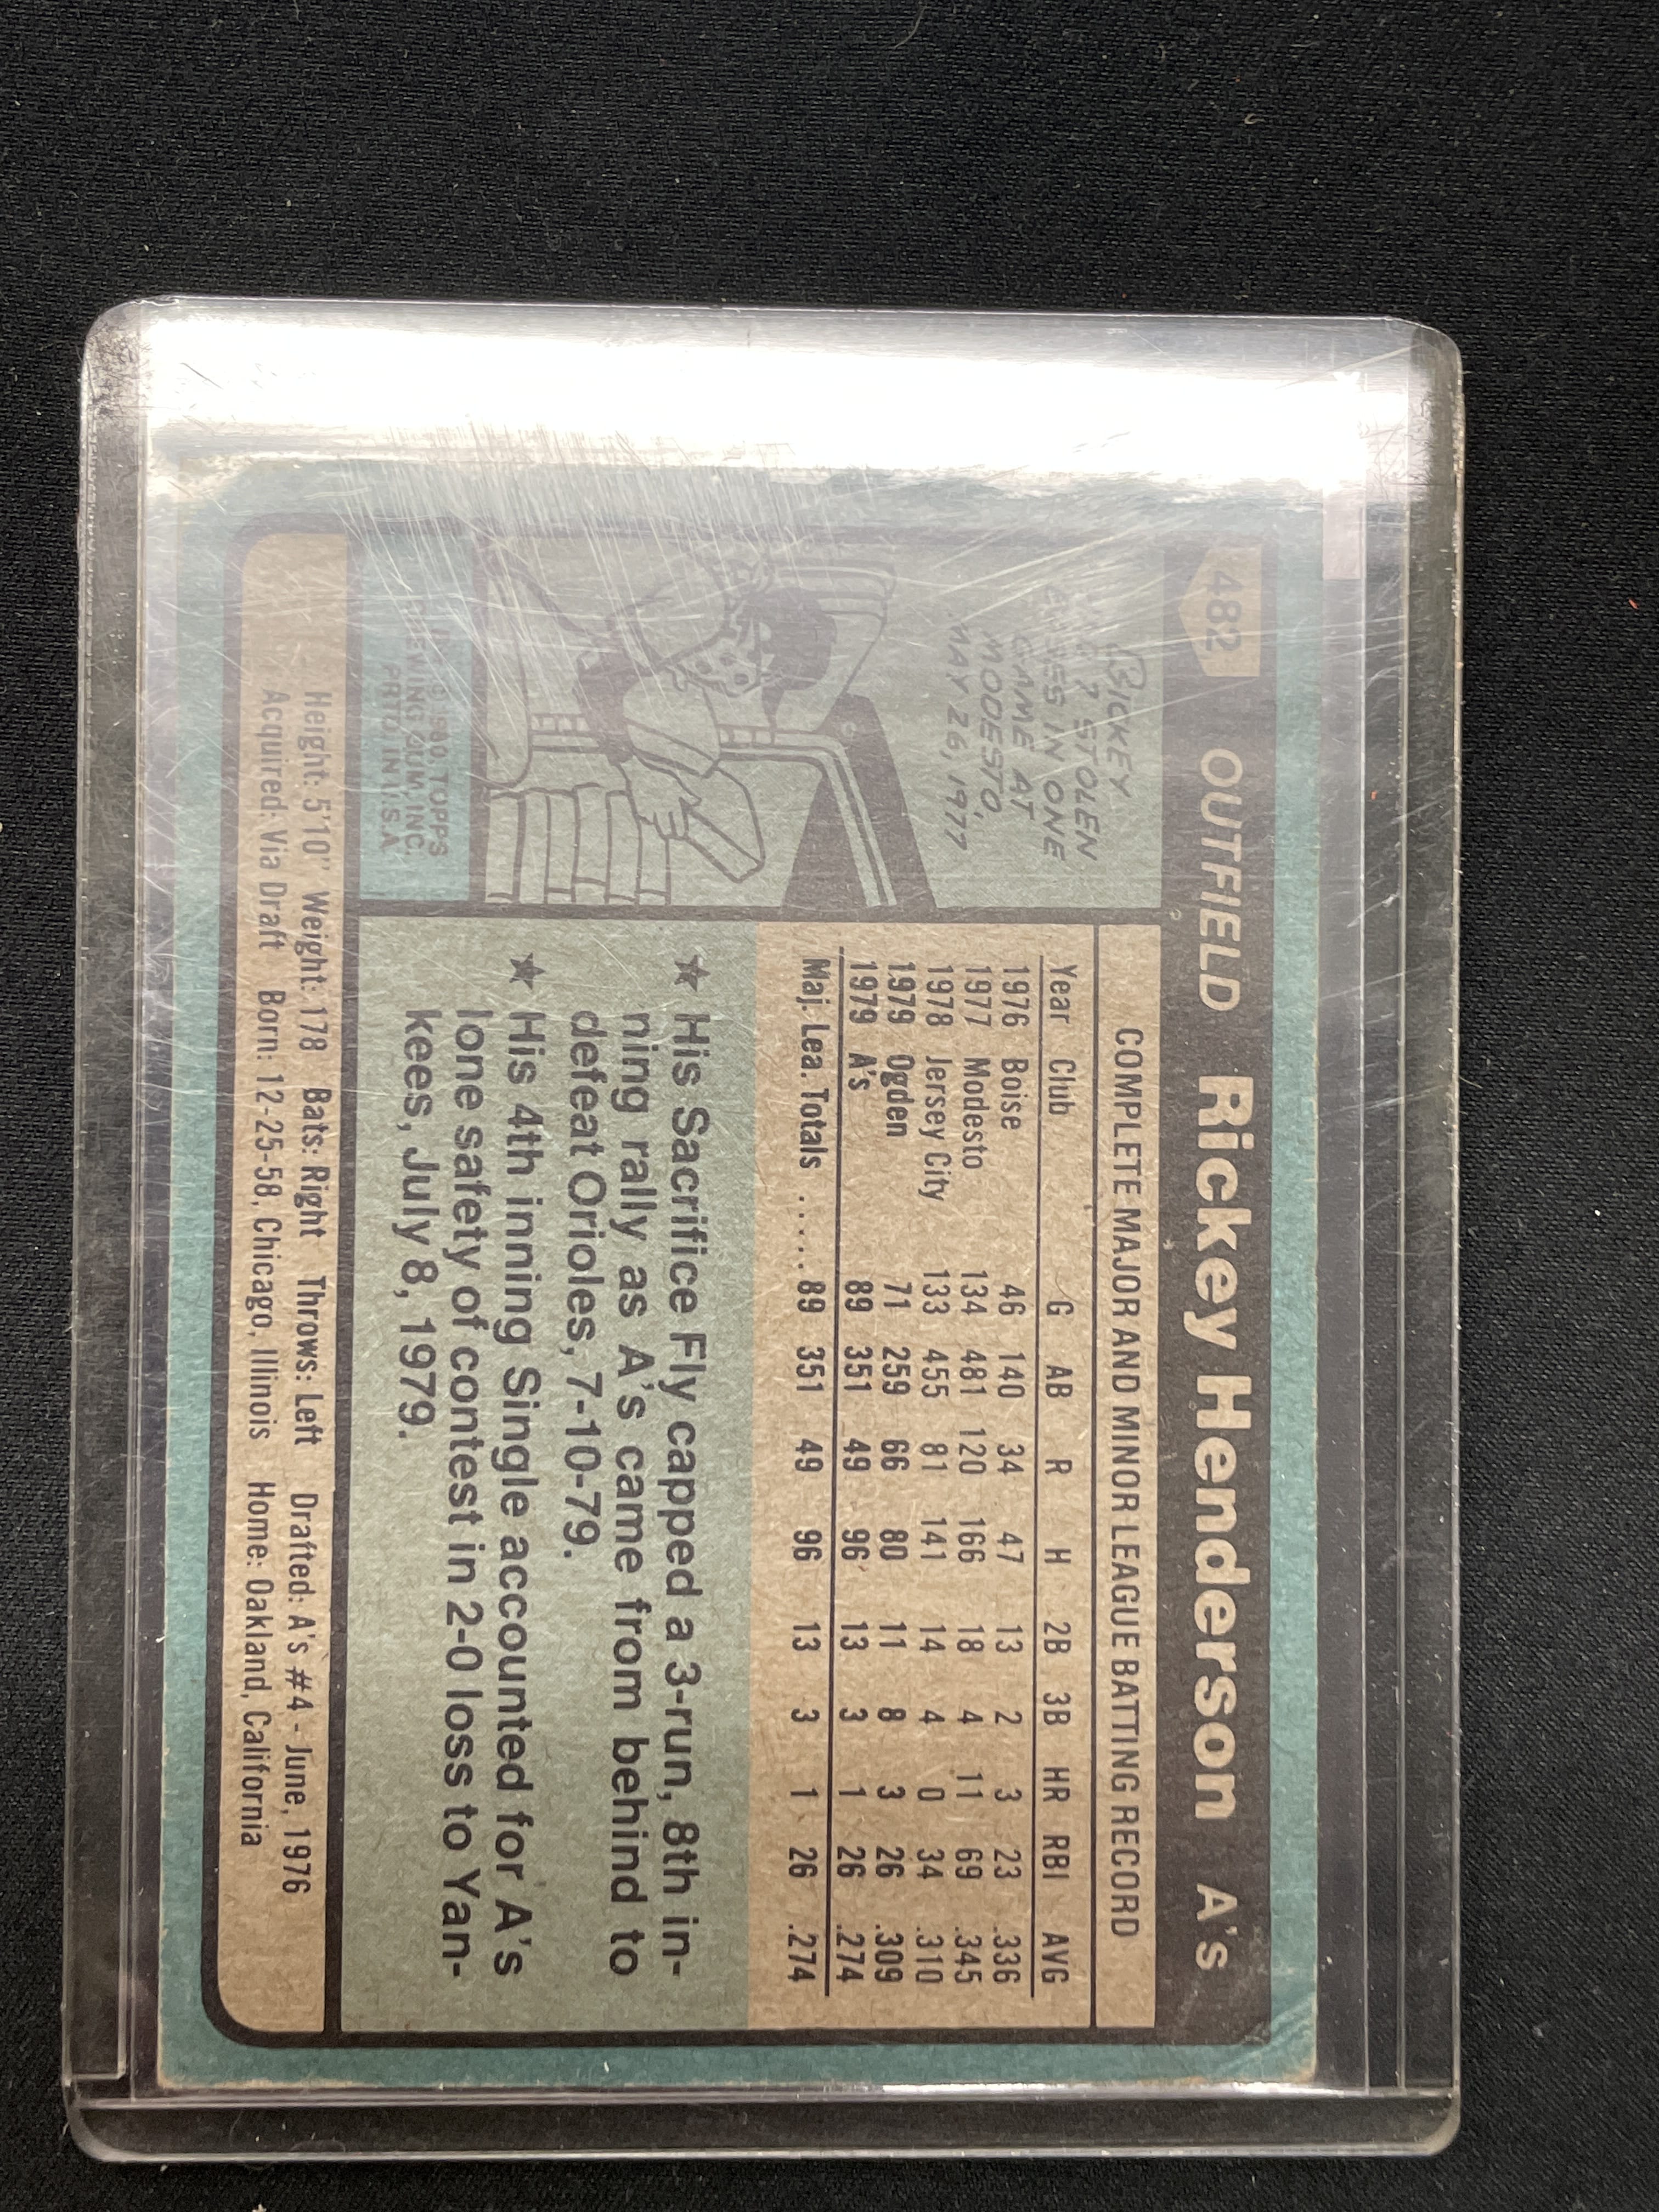 482 OUTFIELD Rickey Henderson A's
RICKEY
7 STOLEN
BASES IN ONE
GAME AT
MODESTO,
MAY 26, 1977
© 1980 TOPPS
CHEWING GUM, INC.
PRTD. IN U.S.A.
COMPLETE MAJOR AND MINOR LEAGUE BATTING RECORD
Year Club G AB R H 2B 3B HR RBI AVG
1976 Boise 46 140 34 47 13 2 3 23 .336
1977 Modesto 134 481 120 166 18 4 11 69 .345
1978 Jersey City 133 455 81 141 14 4 0 34 .310
1979 Ogden 71 259 66 80 11 8 3 26 .309
1979 A's 89 351 49 96 13 3 1 26 .274
Maj. Lea. Totals ..... 89 351 49 96 13 3 1 26 .274
★ His Sacrifice Fly capped a 3-run, 8th in-
ning rally as A's came from behind to
defeat Orioles, 7-10-79.
★ His 4th inning Single accounted for A's
lone safety of contest in 2-0 loss to Yan-
kees, July 8, 1979.
Height: 5'10" Weight: 178 Bats: Right Throws: Left Drafted: A's #4 - June, 1976
Acquired: Via Draft Born: 12-25-58, Chicago, Illinois Home: Oakland, California